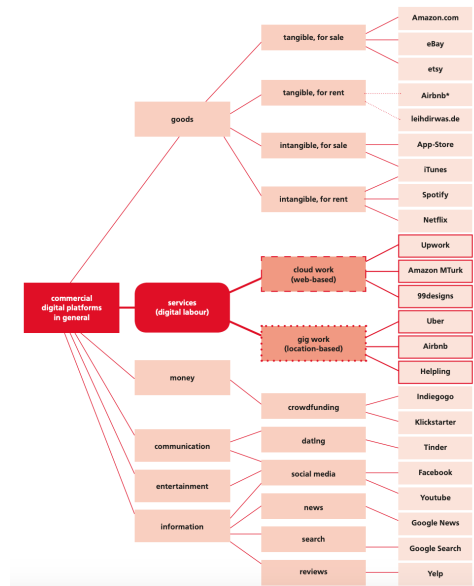 Amazon.com
tangible, for sale
eBay
etsy
tangible, for rent
Airbnb*
goods
leihdirwas.de
intangible, for sale
App-Store
iTunes
intangible, for rent
Spotify
Netflix
Upwork
cloud work
(web-based)
Amazon MTurk
commercial
digital platforms
in general
services
(digital labour)
99designs
Uber
gig work
(location-based)
Airbnb
Helpling
money
Indiegogo
crowdfunding
Klickstarter
communication
datIng
Tinder
social media
Facebook
entertainment
Youtube
news
information
Google News
search
Google Search
reviews
Yelp